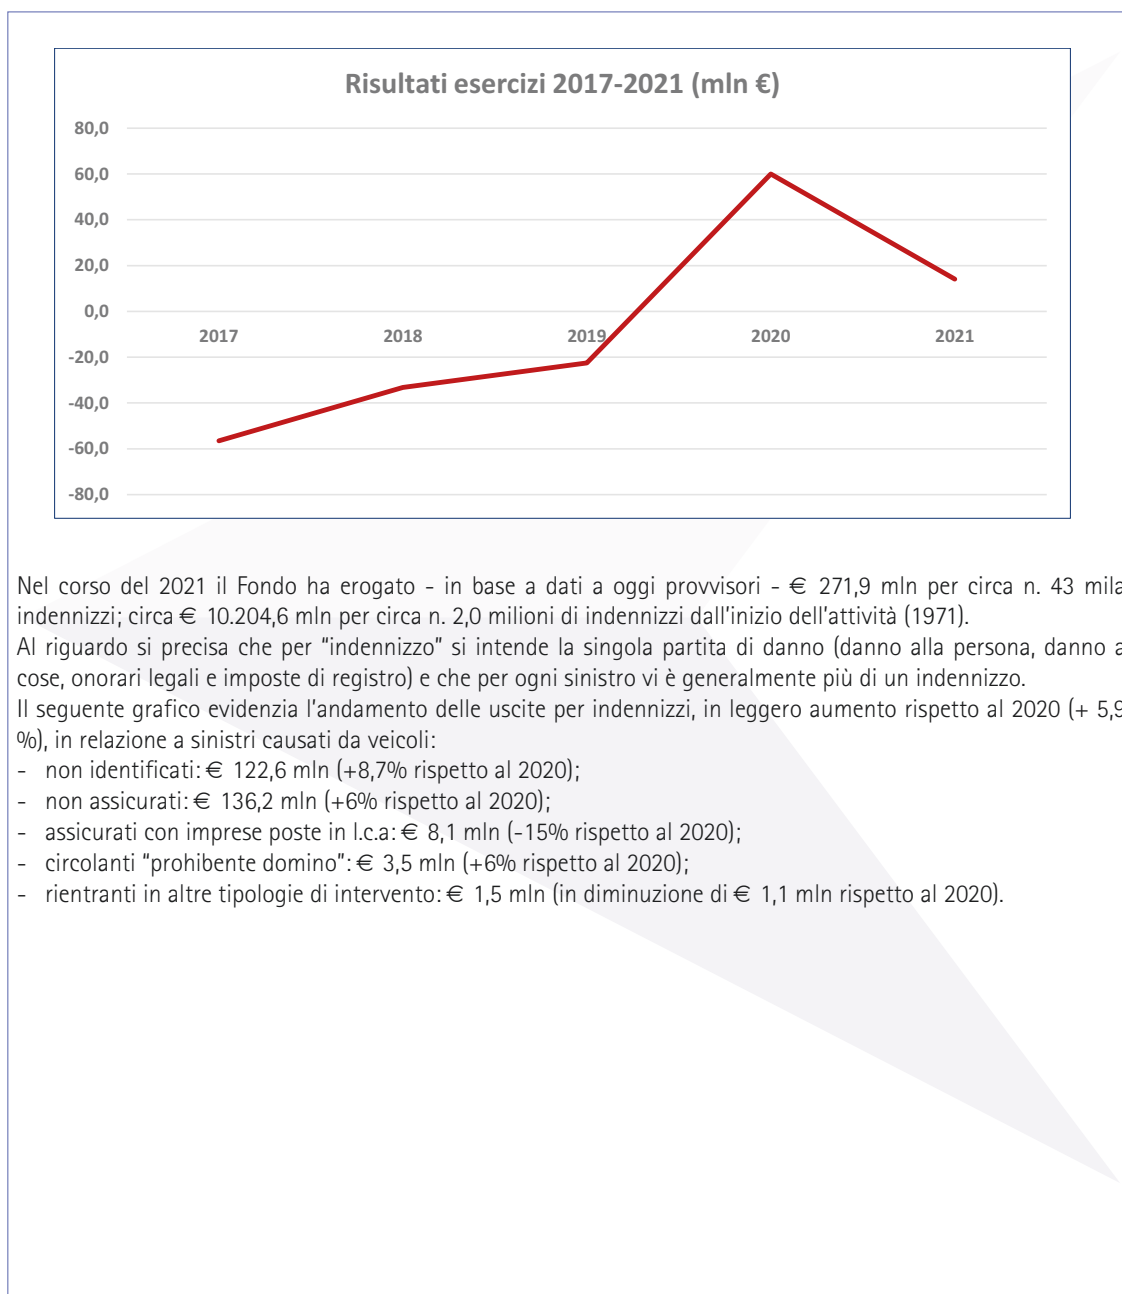 Risultati esercizi 2017-2021 (mln €)
80,0
60,0
40,0
20,0
0,0
2017 2018 2019 2020 2021
-20,0
-40,0
-60,0
-80,0
Nel corso del 2021 il Fondo ha erogato - in base a dati a oggi provvisori - € 271,9 mln per circa n. 43 mila
indennizzi; circa € 10.204,6 mln per circa n. 2,0 milioni di indennizzi dall'inizio dell'attività (1971).
Al riguardo si precisa che per "indennizzo" si intende la singola partita di danno (danno alla persona, danno a
cose, onorari legali e imposte di registro) e che per ogni sinistro vi è generalmente più di un indennizzo.
Il seguente grafico evidenzia l'andamento delle uscite per indennizzi, in leggero aumento rispetto al 2020 (+ 5,9
%), in relazione a sinistri causati da veicoli:
- non identificati: € 122,6 mln (+8,7% rispetto al 2020);
- non assicurati: € 136,2 mln (+6% rispetto al 2020);
- assicurati con imprese poste in l.c.a: € 8,1 mln (-15% rispetto al 2020);
- circolanti "prohibente domino": € 3,5 mln (+6% rispetto al 2020);
- rientranti in altre tipologie di intervento: € 1,5 mln (in diminuzione di € 1,1 mln rispetto al 2020).